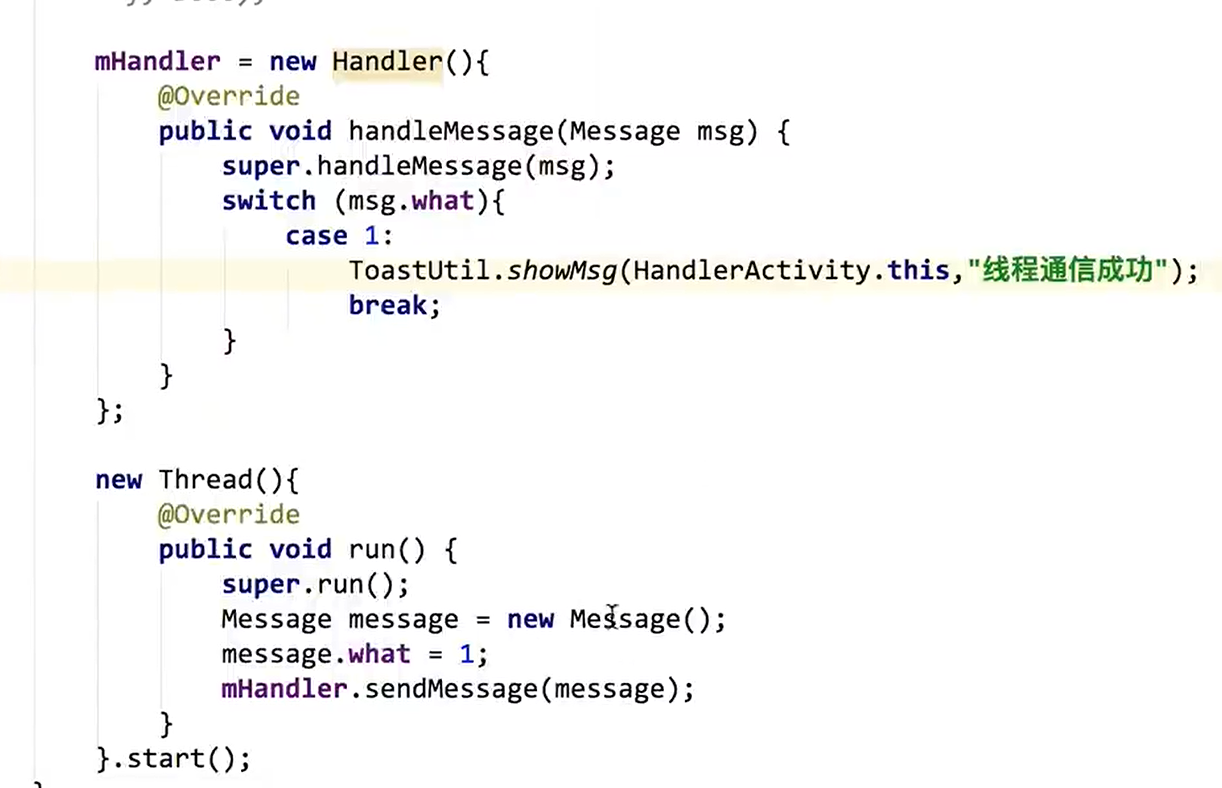 mHandler = new Handler(){
@Override
public void handleMessage(Message msg) {
super.handleMessage(msg);
switch (msg.what){
case 1:
ToastUtil.showMsg(HandlerActivity.this,"线程通信成功");
break;
}
}
};
new Thread(){
@Override
public void run() {
super.run();
Message message = new Message();
message.what = 1;
mHandler.sendMessage(message);
}
}.start();